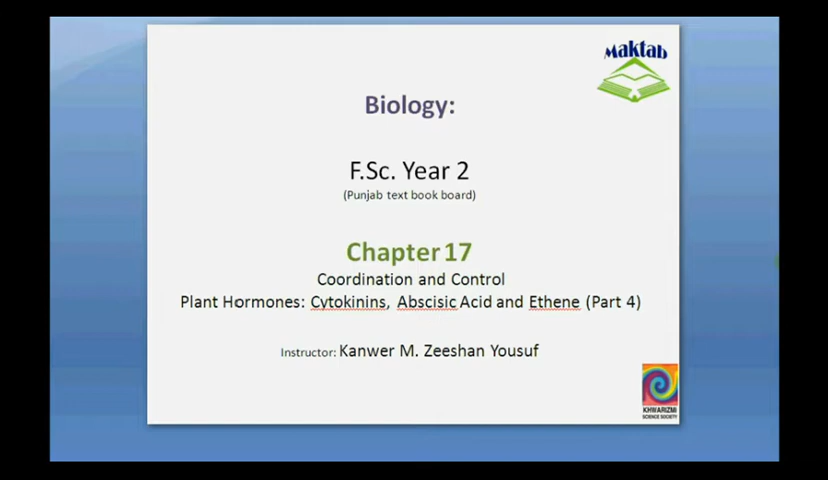 Maktab
Biology:
F.Sc. Year 2
(Punjab text book board)
Chapter 17
Coordination and Control
Plant Hormones: Cytokinins, Abscisic Acid and Ethene (Part 4)
Instructor: Kanwer M. Zeeshan Yousuf
KHWARIZMI
SCIENCE SOCIETY